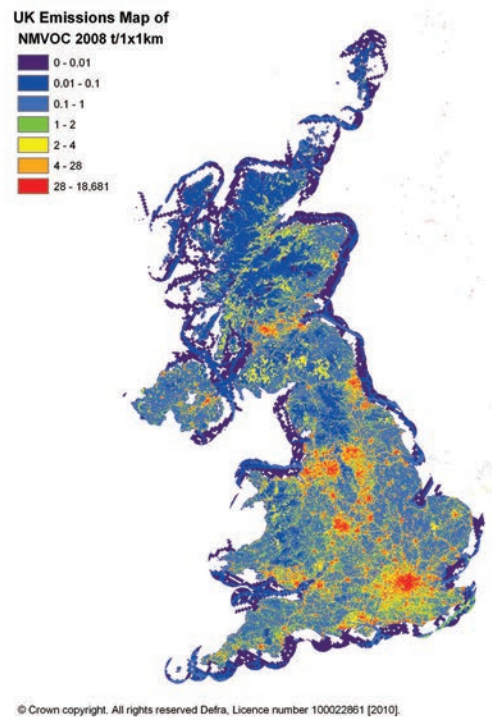 UK Emissions Map of
NMVOC 2008 t/1x1km
0 - 0.01
0.01 - 0.1
0.1 - 1
1 - 2
2 - 4
4 - 28
28 - 18,681
© Crown copyright. All rights reserved Defra, Licence number 100022861 [2010].